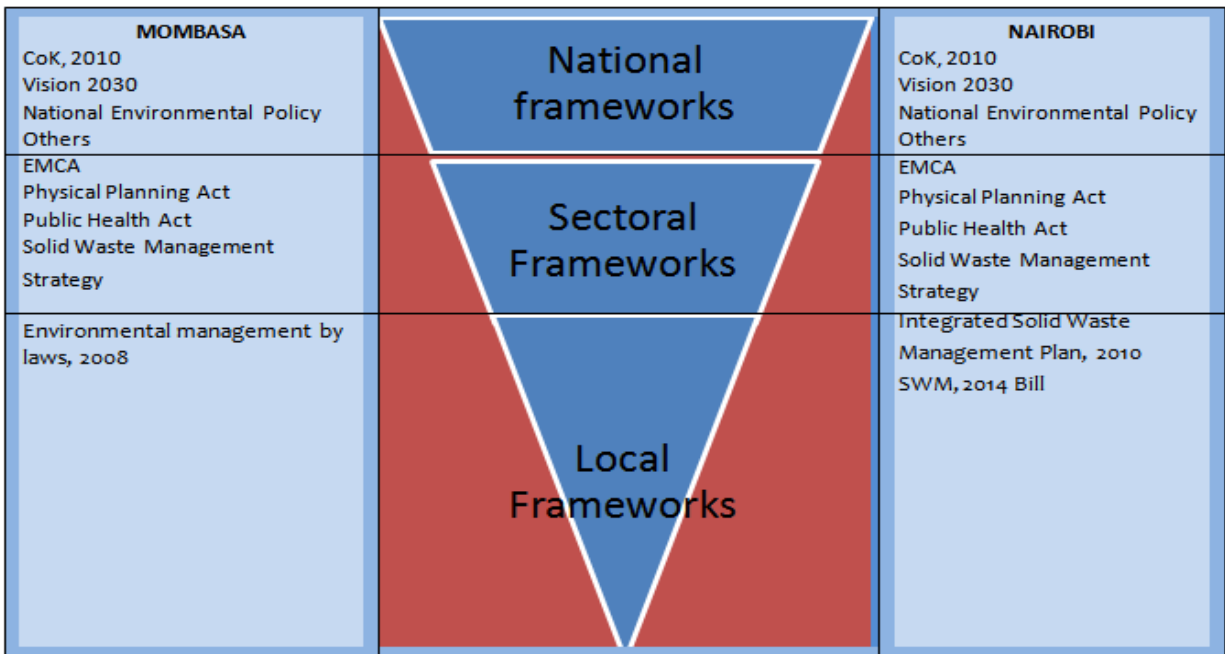 MOMBASA
CoK, 2010
Vision 2030
National Environmental Policy
Others
EMCA
Physical Planning Act
Public Health Act
Solid Waste Management
Strategy
Environmental management by
laws, 2008
National
frameworks
Sectoral
Frameworks
Local
Frameworks
NAIROBI
CoK, 2010
Vision 2030
National Environmental Policy
Others
EMCA
Physical Planning Act
Public Health Act
Solid Waste Management
Strategy
Integrated Solid Waste
Management Plan, 2010
SWM, 2014 Bill